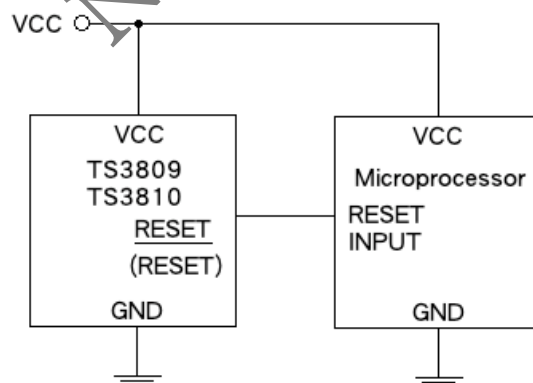 VCC
VCC
TS3809
TS3810
RESET
(RESET)
GND
VCC
Microprocessor
RESET
INPUT
GND